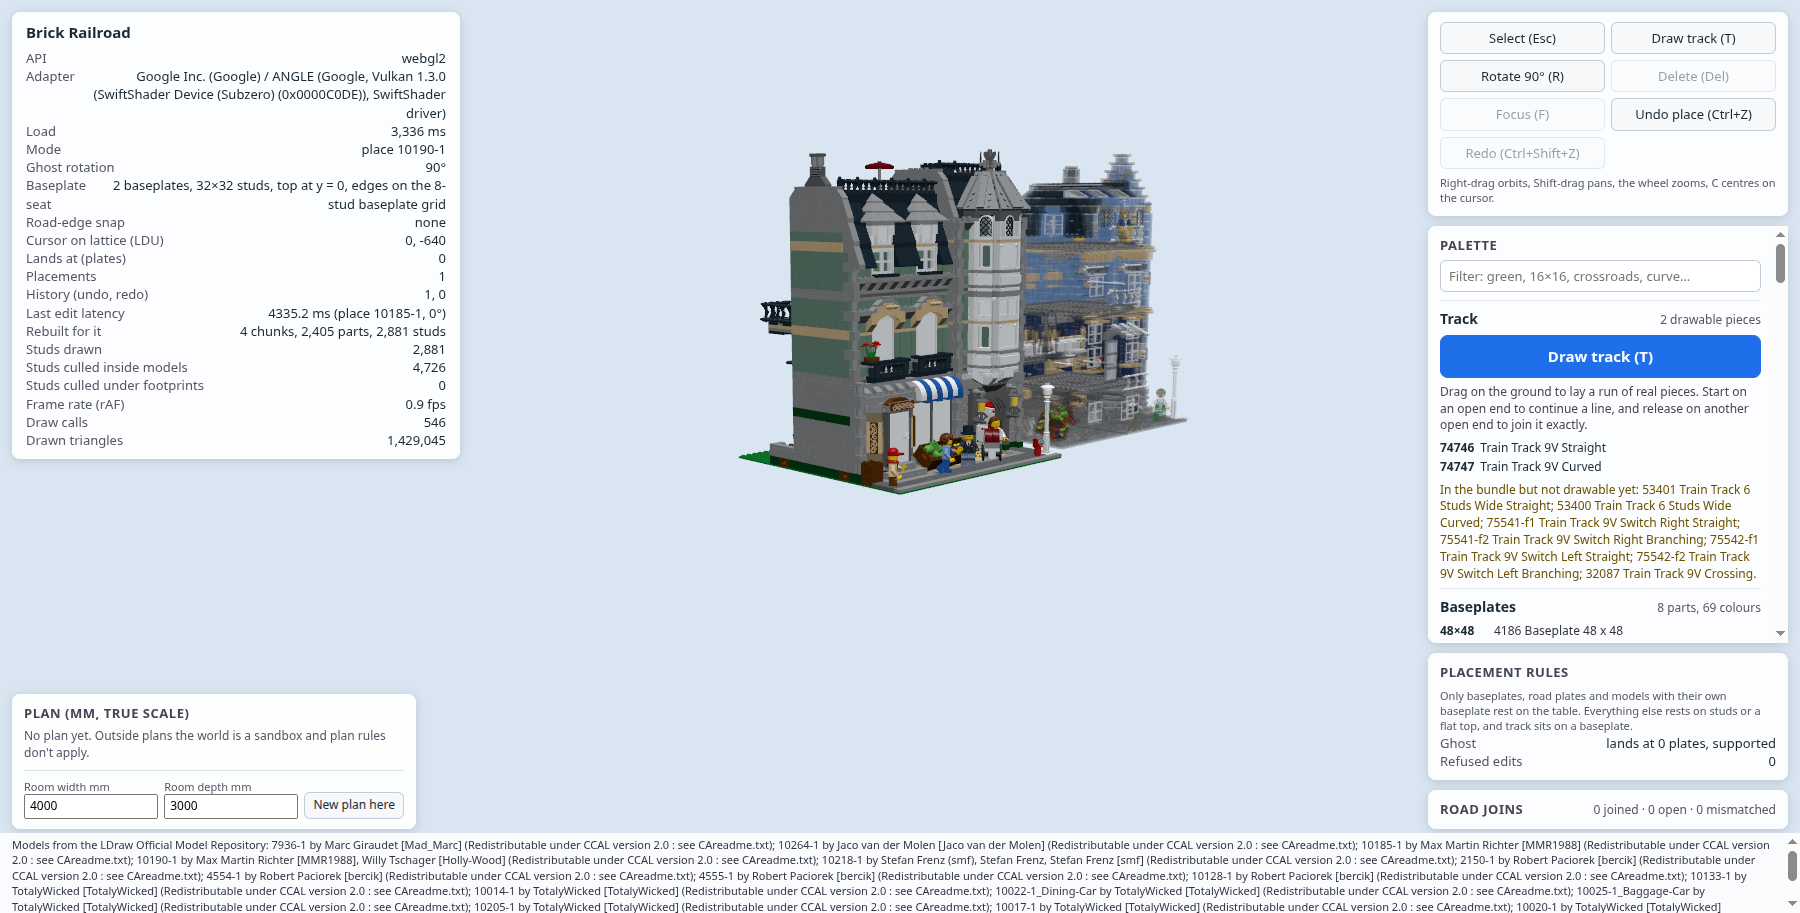 Brick Railroad
API webgl2
Adapter Google Inc. (Google) / ANGLE (Google, Vulkan 1.3.0
(SwiftShader Device (Subzero) (0x0000C0DE)), SwiftShader
driver)
Load 3,336 ms
Mode place 10190-1
Ghost rotation 90°
Baseplate 2 baseplates, 32×32 studs, top at y = 0, edges on the 8-
seat stud baseplate grid
Road-edge snap none
Cursor on lattice (LDU) 0, -640
Lands at (plates) 0
Placements 1
History (undo, redo) 1, 0
Last edit latency 4335.2 ms (place 10185-1, 0°)
Rebuilt for it 4 chunks, 2,405 parts, 2,881 studs
Studs drawn 2,881
Studs culled inside models 4,726
Studs culled under footprints 0
Frame rate (rAF) 0.9 fps
Draw calls 546
Drawn triangles 1,429,045
Select (Esc) Draw track (T)
Rotate 90° (R) Delete (Del)
Focus (F) Undo place (Ctrl+Z)
Redo (Ctrl+Shift+Z)
Right-drag orbits, Shift-drag pans, the wheel zooms, C centres on
the cursor.
PALETTE
Filter: green, 16×16, crossroads, curve...
Track 2 drawable pieces
Draw track (T)
Drag on the ground to lay a run of real pieces. Start on
an open end to continue a line, and release on another
open end to join it exactly.
74746 Train Track 9V Straight
74747 Train Track 9V Curved
In the bundle but not drawable yet: 53401 Train Track 6
Studs Wide Straight; 53400 Train Track 6 Studs Wide
Curved; 75541-f1 Train Track 9V Switch Right Straight;
75541-f2 Train Track 9V Switch Right Branching; 75542-f1
Train Track 9V Switch Left Straight; 75542-f2 Train Track
9V Switch Left Branching; 32087 Train Track 9V Crossing.
Baseplates 8 parts, 69 colours
48×48 4186 Baseplate 48 x 48
PLACEMENT RULES
Only baseplates, road plates and models with their own
baseplate rest on the table. Everything else rests on studs or a
flat top, and track sits on a baseplate.
Ghost lands at 0 plates, supported
Refused edits 0
ROAD JOINS 0 joined · 0 open · 0 mismatched
PLAN (MM, TRUE SCALE)
No plan yet. Outside plans the world is a sandbox and plan rules
don't apply.
Room width mm Room depth mm
4000 3000 New plan here
Models from the LDraw Official Model Repository: 7936-1 by Marc Giraudet [Mad_Marc] (Redistributable under CCAL version 2.0 : see CAreadme.txt); 10264-1 by Jaco van der Molen [Jaco van der Molen] (Redistributable under CCAL version 2.0 : see CAreadme.txt); 10185-1 by Max Martin Richter [MMR1988] (Redistributable under CCAL version
2.0 : see CAreadme.txt); 10190-1 by Max Martin Richter [MMR1988], Willy Tschager [Holly-Wood] (Redistributable under CCAL version 2.0 : see CAreadme.txt); 10218-1 by Stefan Frenz (smf), Stefan Frenz, Stefan Frenz [smf] (Redistributable under CCAL version 2.0 : see CAreadme.txt); 2150-1 by Robert Paciorek [bercik] (Redistributable under
CCAL version 2.0 : see CAreadme.txt); 4554-1 by Robert Paciorek [bercik] (Redistributable under CCAL version 2.0 : see CAreadme.txt); 4555-1 by Robert Paciorek [bercik] (Redistributable under CCAL version 2.0 : see CAreadme.txt); 10128-1 by Robert Paciorek [bercik] (Redistributable under CCAL version 2.0 : see CAreadme.txt); 10133-1 by
TotalyWicked [TotalyWicked] (Redistributable under CCAL version 2.0 : see CAreadme.txt); 10014-1 by TotalyWicked [TotalyWicked] (Redistributable under CCAL version 2.0 : see CAreadme.txt); 10022-1_Dining-Car by TotalyWicked [TotalyWicked] (Redistributable under CCAL version 2.0 : see CAreadme.txt); 10025-1_Baggage-Car by
TotalyWicked [TotalyWicked] (Redistributable under CCAL version 2.0 : see CAreadme.txt); 10205-1 by TotalyWicked [TotalyWicked] (Redistributable under CCAL version 2.0 : see CAreadme.txt); 10017-1 by TotalyWicked [TotalyWicked] (Redistributable under CCAL version 2.0 : see CAreadme.txt); 10020-1 by TotalyWicked [TotalyWicked]